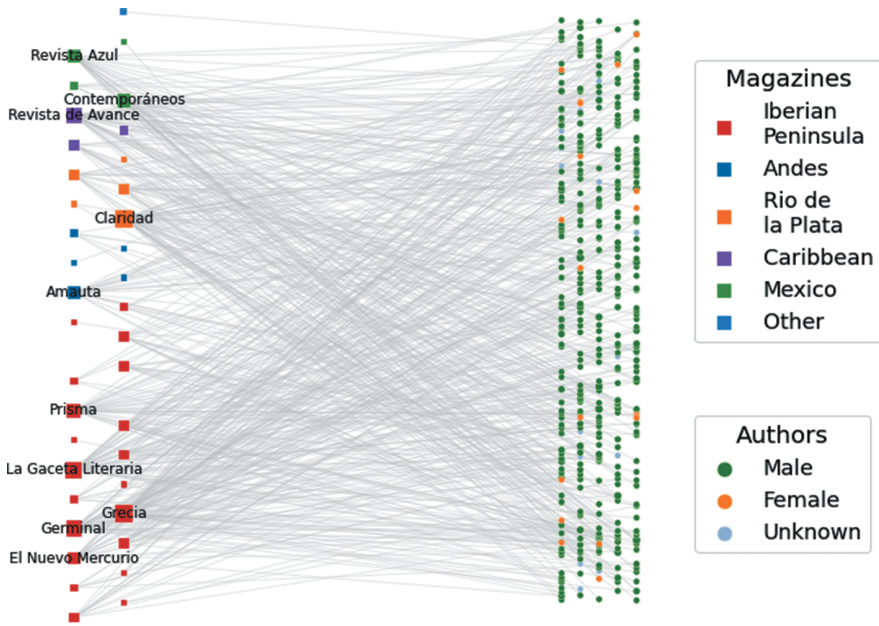 Revista Azul
Contemporáneos
Revista de Avance
Claridad
Amauta
Prisma
La Gaceta Literaria
Grecia
Germinal
El Nuevo Mercurio
Magazines
Iberian
Peninsula
Andes
Rio de
la Plata
Caribbean
Mexico
Other
Authors
Male
Female
Unknown